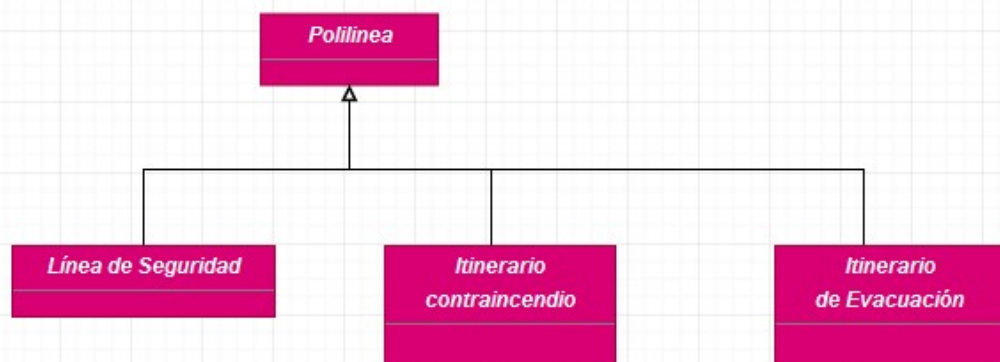 Polilinea
Línea de Seguridad
Itinerario
contraincendio
Itinerario
de Evacuación